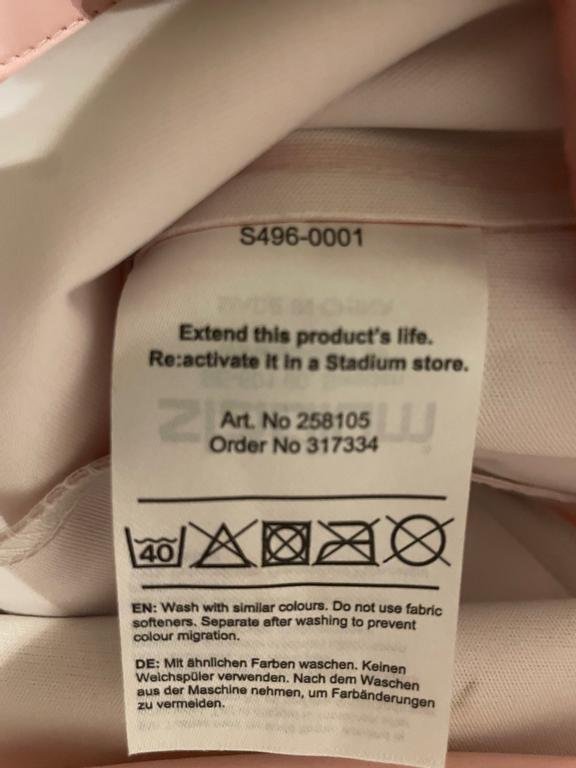 S496-0001
Extend this product's life.
Re:activate it in a Stadium store.
Art. No 258105
Order No 317334
40
EN: Wash with similar colours. Do not use fabric
softeners. Separate after washing to prevent
colour migration.
DE: Mit ähnlichen Farben waschen. Keinen
Weichspüler verwenden. Nach dem Waschen
aus der Maschine nehmen, um Farbänderungen
zu vermeiden.